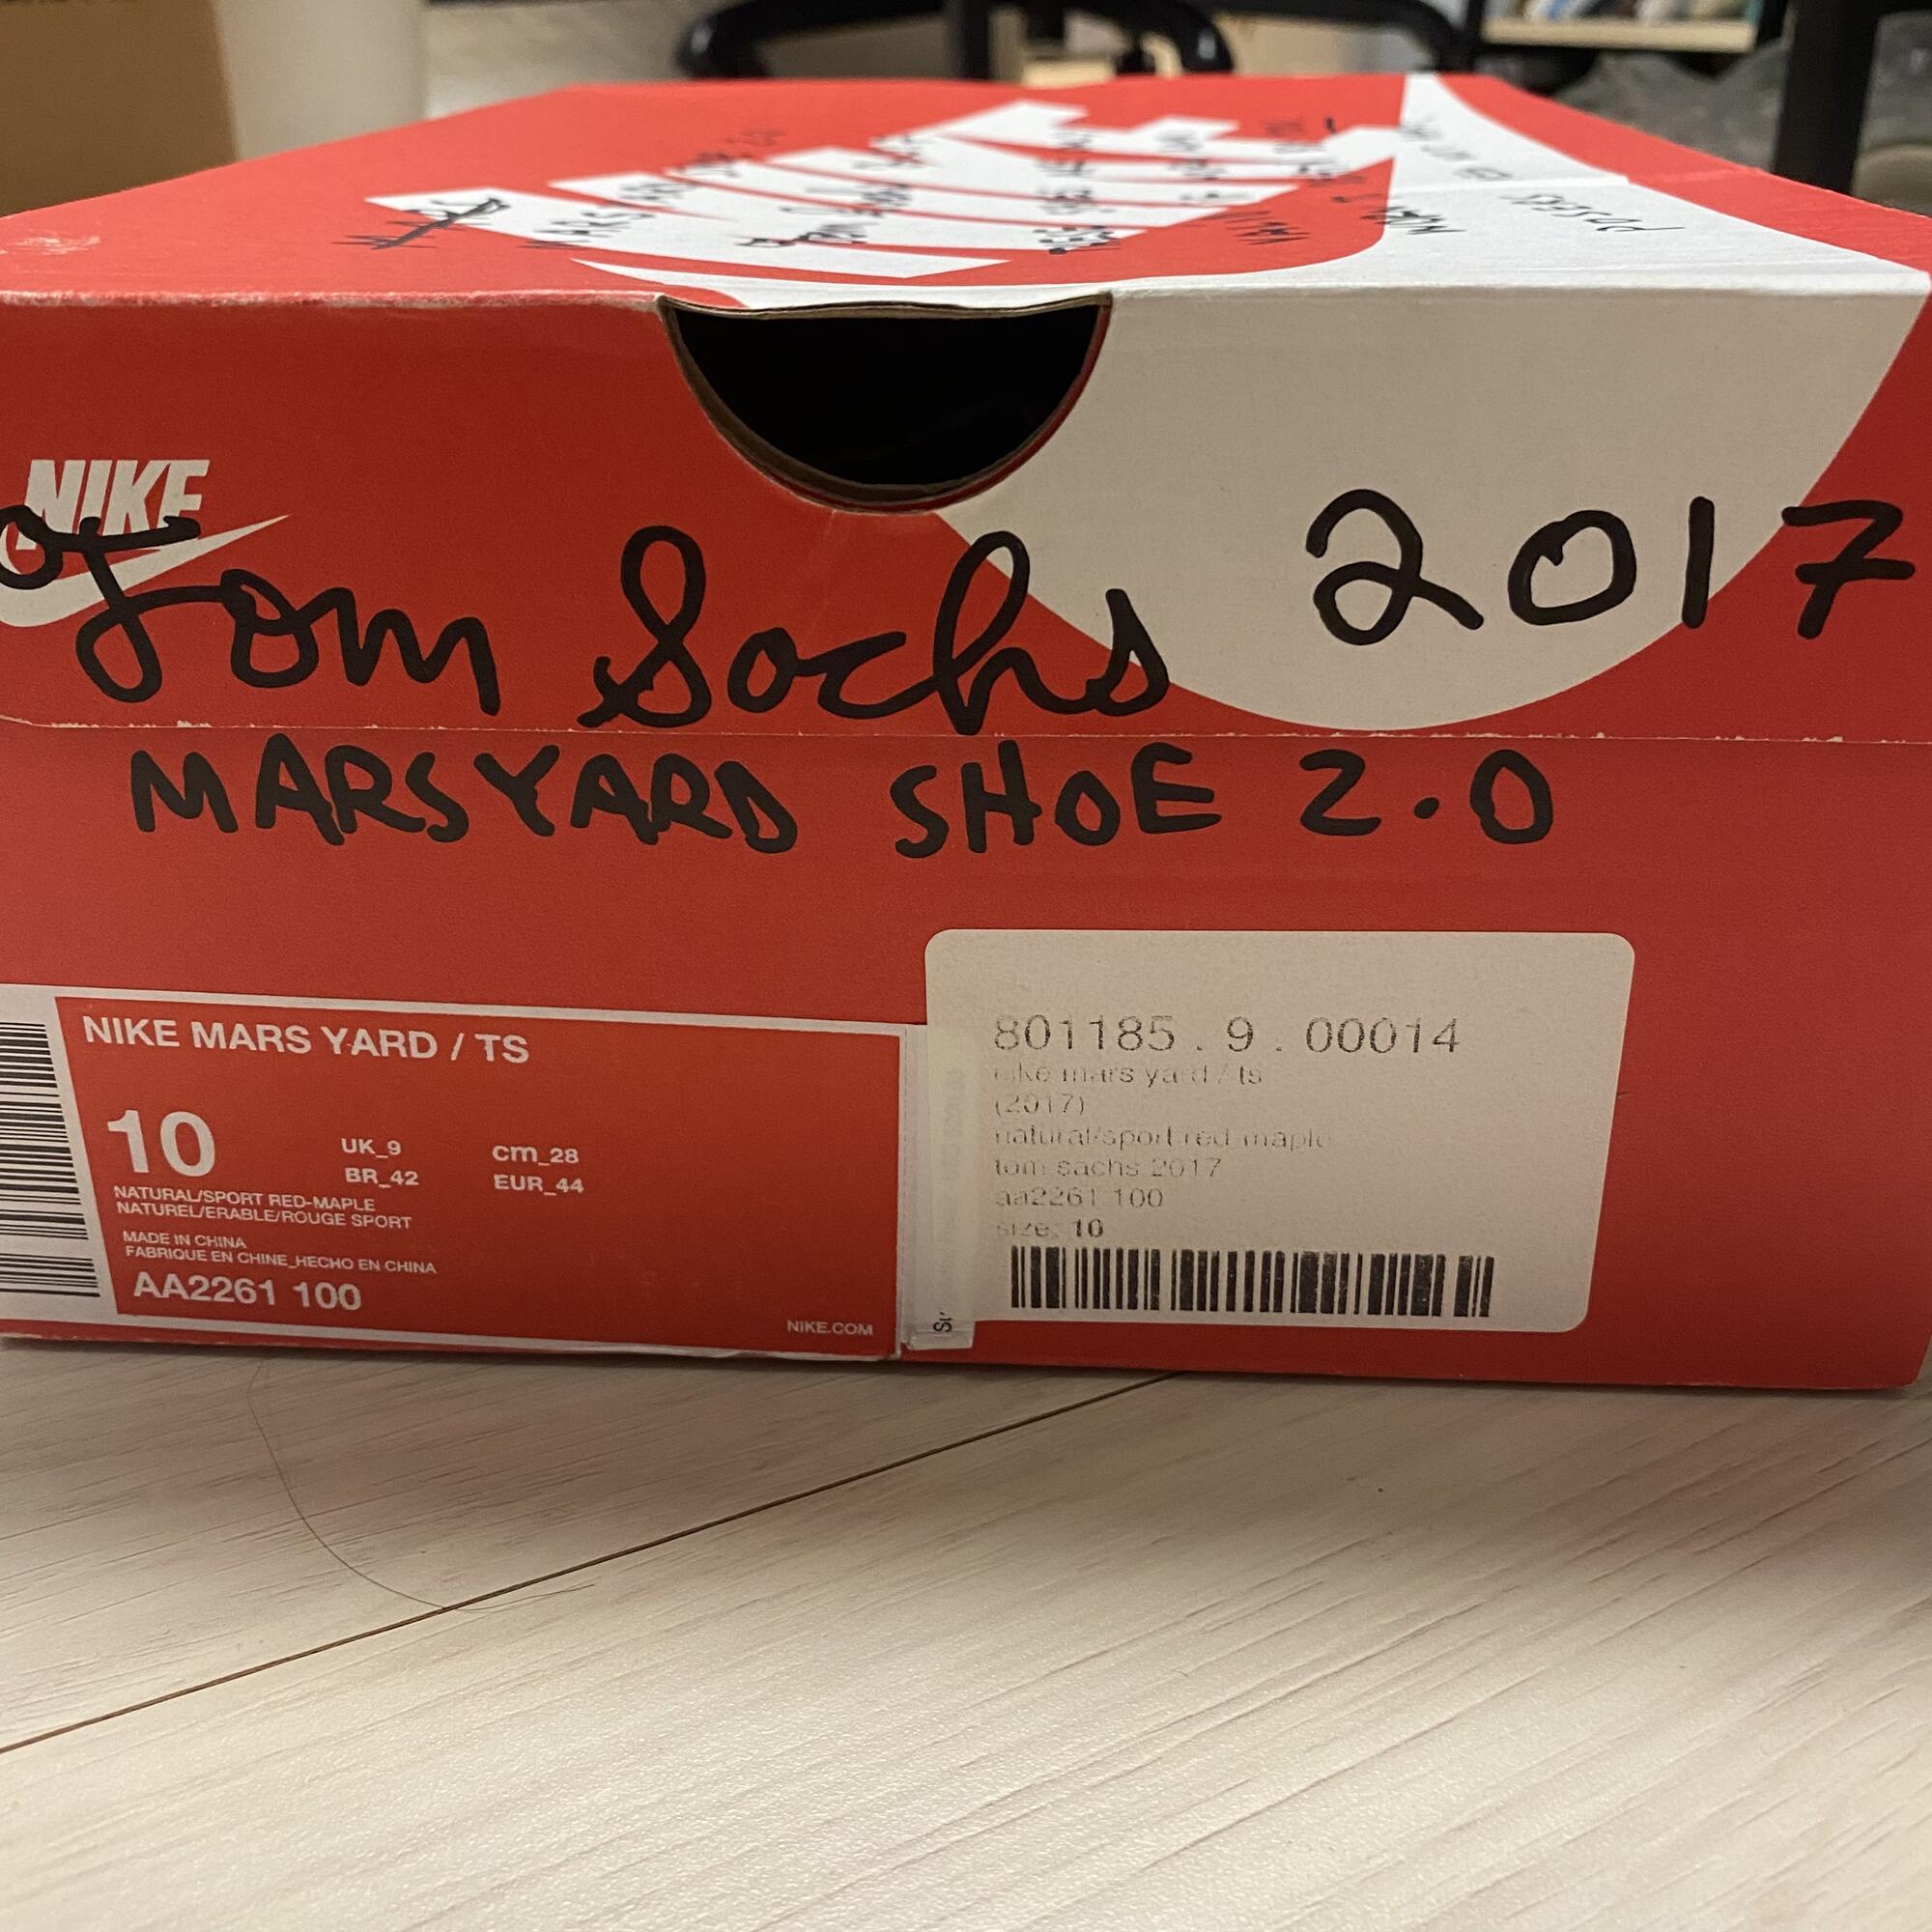 NIKE
Tom Sachs 2017
MARSYARD SHOE 2.0
NIKE MARS YARD / TS
10
UK_9 cm_28
BR_42 EUR_44
NATURAL/SPORT RED-MAPLE
NATUREL/ERABLE/ROUGE SPORT
MADE IN CHINA
FABRIQUE EN CHINE_HECHO EN CHINA
AA2261 100
NIKE.COM
801185 . 9 . 00014
nike mars yard / ts
(2017)
natural/sport red maple
tom sachs 2017
aa2261 100
size: 10